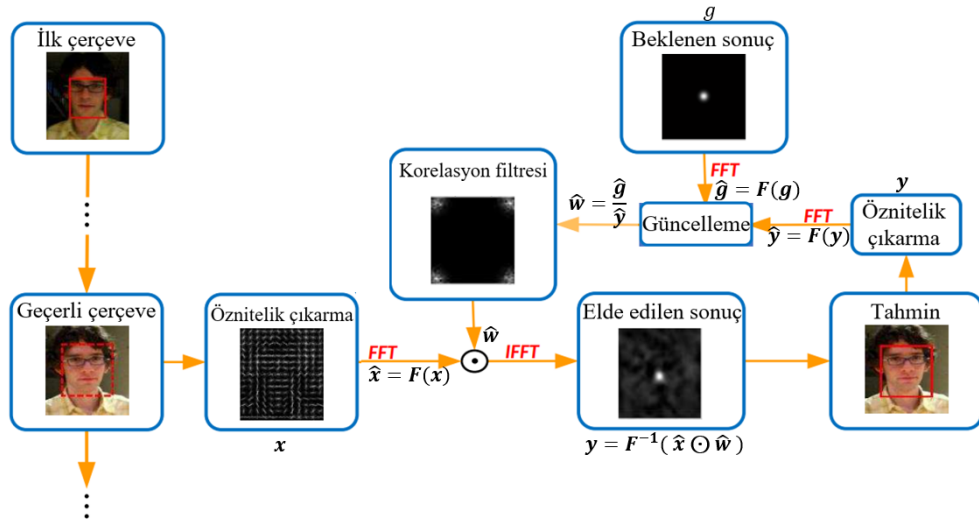 g
İlk çerçeve
Beklenen sonuç
FFT
ĝ = F(g)
Korelasyon filtresi
ŵ = ĝ / ŷ
Güncelleme
FFT
ŷ = F(y)
y
Öznitelik
çıkarma
⋮
Geçerli çerçeve
Öznitelik çıkarma
FFT
x̂ = F(x)
ŵ
⊙
IFFT
Elde edilen sonuç
Tahmin
x
y = F⁻¹( x̂ ⊙ ŵ )
⋮